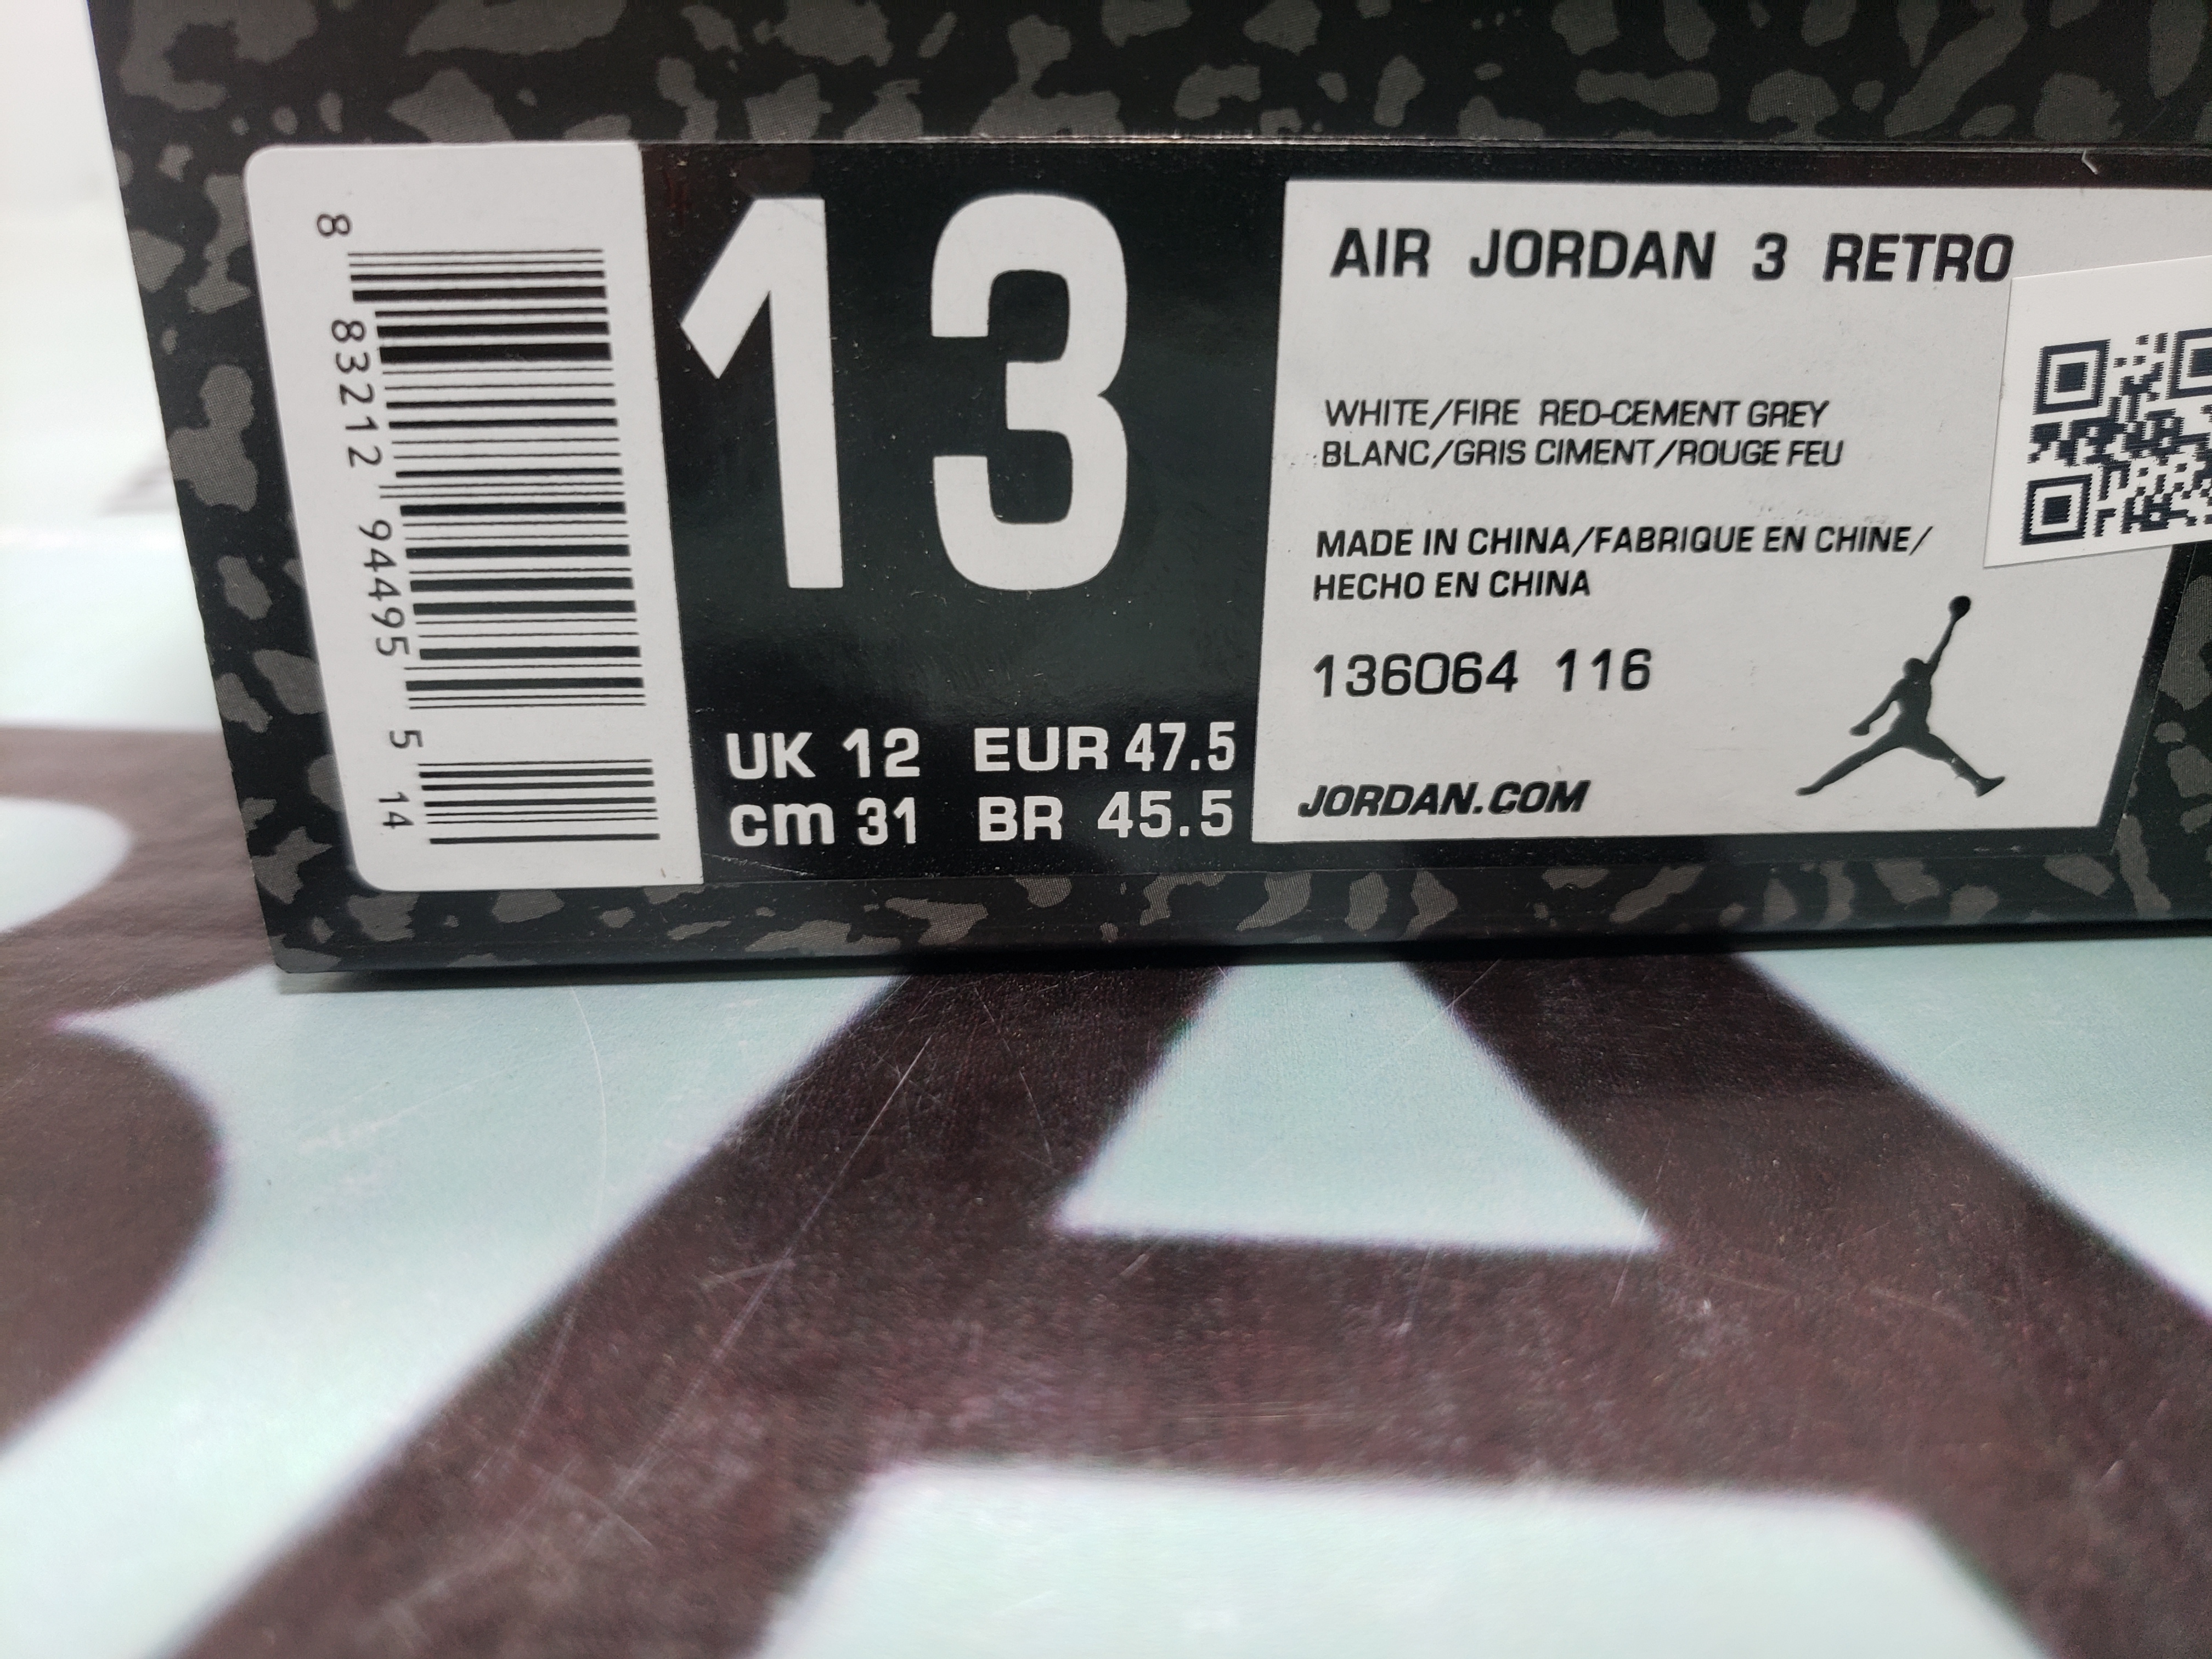 8 83212 94495 5 14
13
UK 12 EUR 47.5
cm 31 BR 45.5
AIR JORDAN 3 RETRO
WHITE/FIRE RED-CEMENT GREY
BLANC/GRIS CIMENT/ROUGE FEU
MADE IN CHINA/FABRIQUE EN CHINE/
HECHO EN CHINA
136064 116
JORDAN.COM